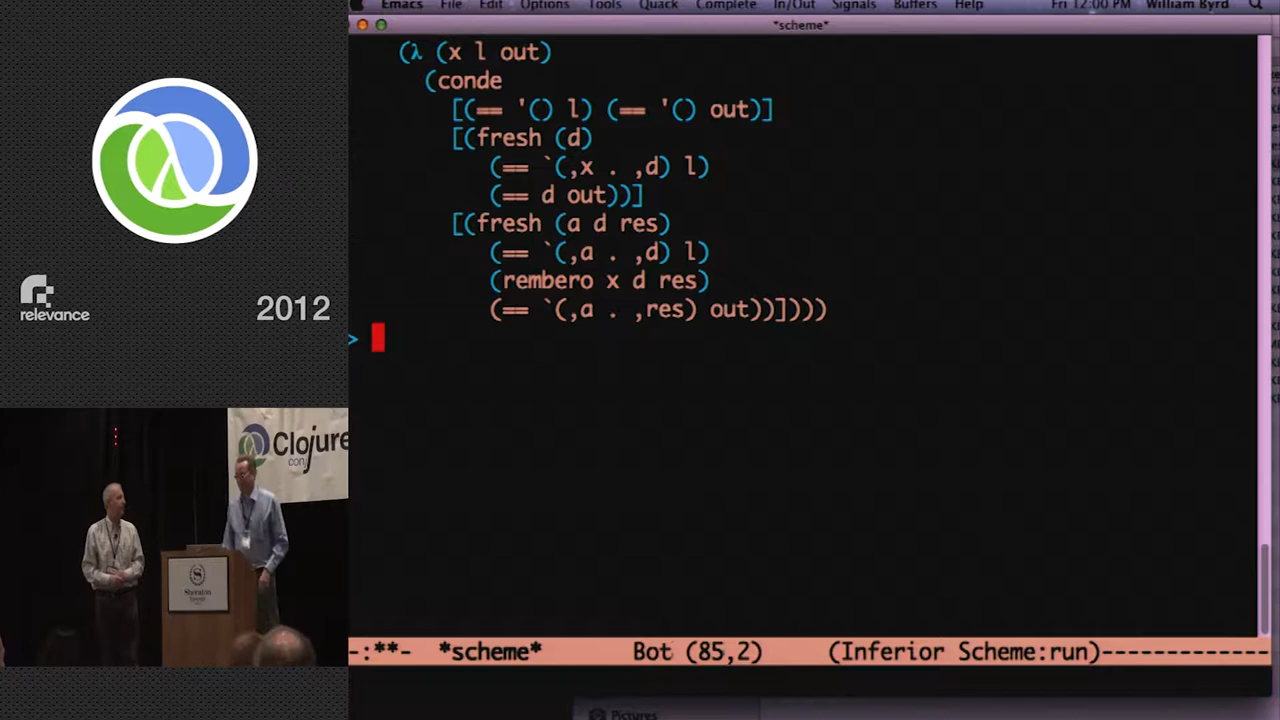 Emacs File Edit Options Tools Quack Complete In/Out Signals Buffers Help Fri 12:00 PM William Byrd
*scheme*
(λ (x l out)
(conde
[(== '() l) (== '() out)]
[(fresh (d)
(== `(,x . ,d) l)
(== d out))]
[(fresh (a d res)
(== `(,a . ,d) l)
(rembero x d res)
(== `(,a . ,res) out))])))
>
-:**- *scheme* Bot (85,2) (Inferior Scheme:run)-------------
Pictures
relevance
2012
Clojure
conj
Sheraton